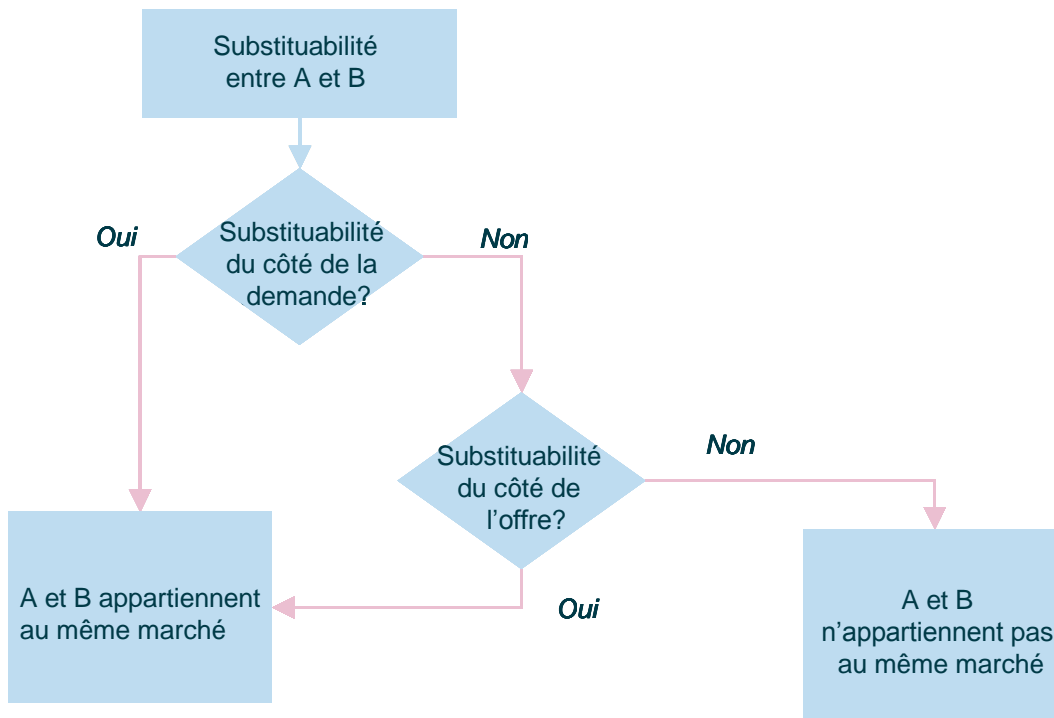 Substituabilité
entre A et B
Oui
Substituabilité
du côté de la
demande?
Non
Substituabilité
du côté de
l’offre?
Non
Oui
A et B appartiennent
au même marché
A et B
n’appartiennent pas
au même marché